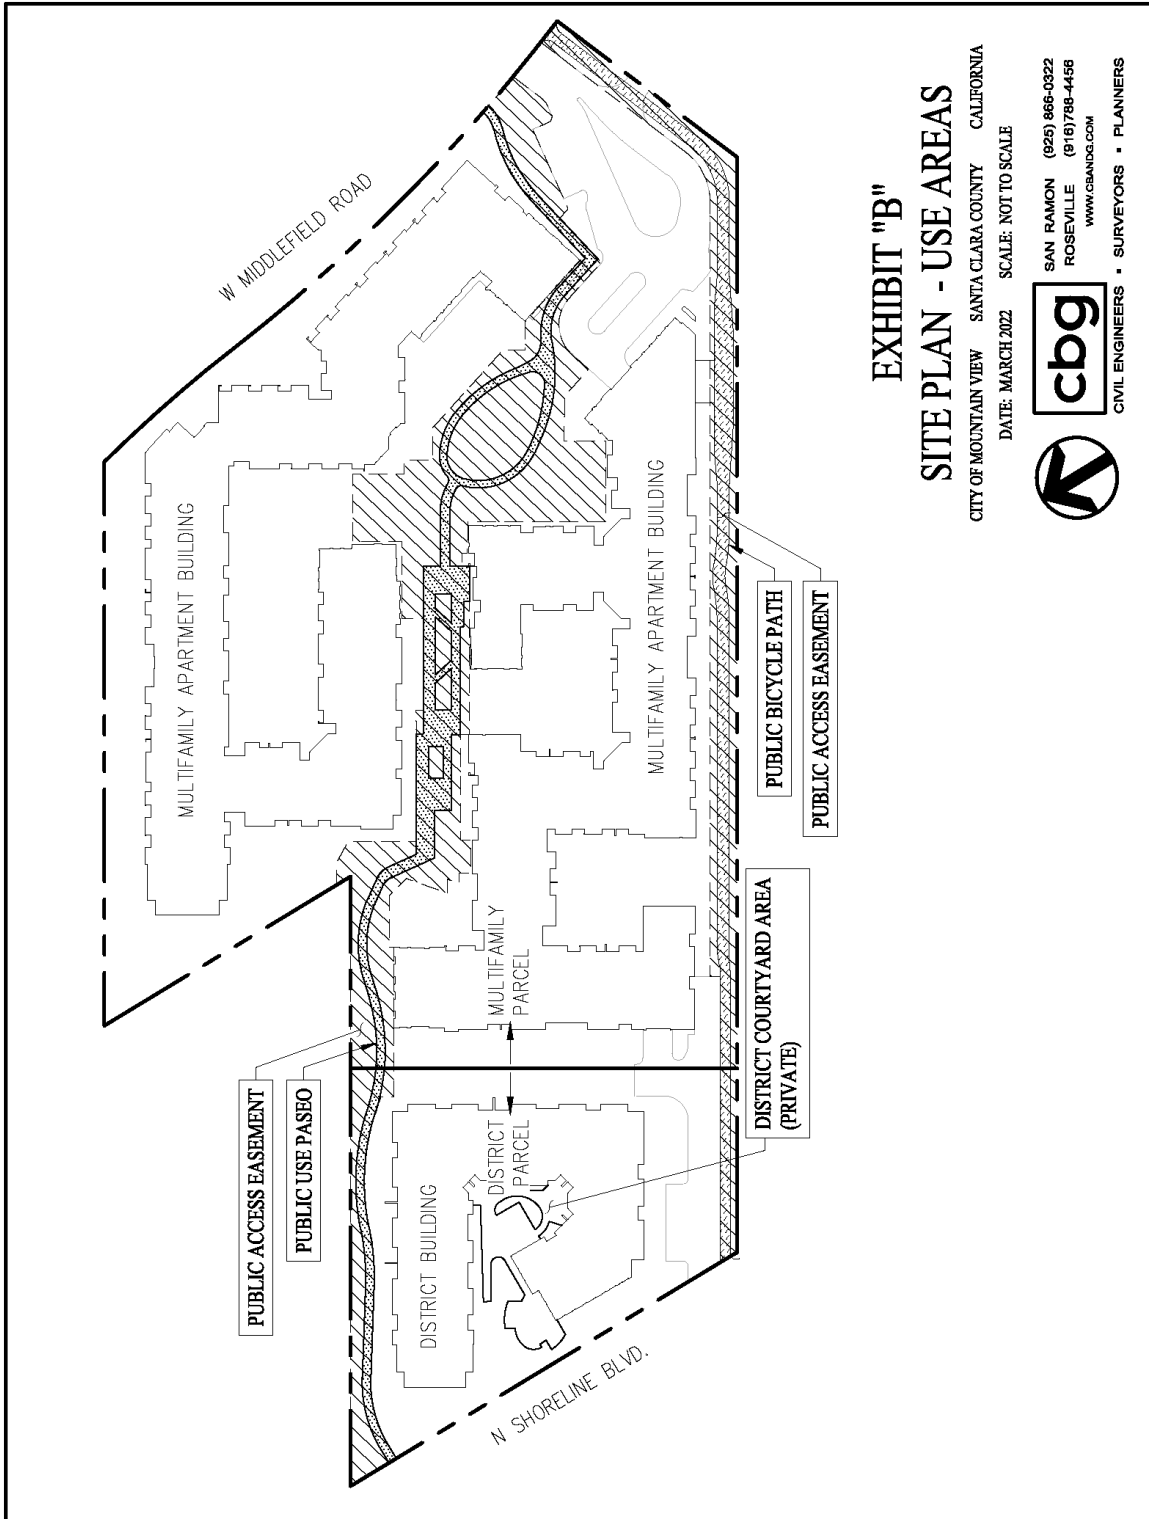 W MIDDLEFIELD ROAD
MULTIFAMILY APARTMENT BUILDING
MULTIFAMILY APARTMENT BUILDING
MULTIFAMILY
PARCEL
DISTRICT
PARCEL
DISTRICT BUILDING
N SHORELINE BLVD.
PUBLIC ACCESS EASEMENT
PUBLIC USE PASEO
PUBLIC BICYCLE PATH
PUBLIC ACCESS EASEMENT
DISTRICT COURTYARD AREA
(PRIVATE)
EXHIBIT "B"
SITE PLAN - USE AREAS
CITY OF MOUNTAIN VIEW SANTA CLARA COUNTY CALIFORNIA
DATE: MARCH 2022 SCALE: NOT TO SCALE
cbg
SAN RAMON (925) 866-0322
ROSEVILLE (916) 788-4456
WWW.CBANDG.COM
CIVIL ENGINEERS ▪ SURVEYORS ▪ PLANNERS